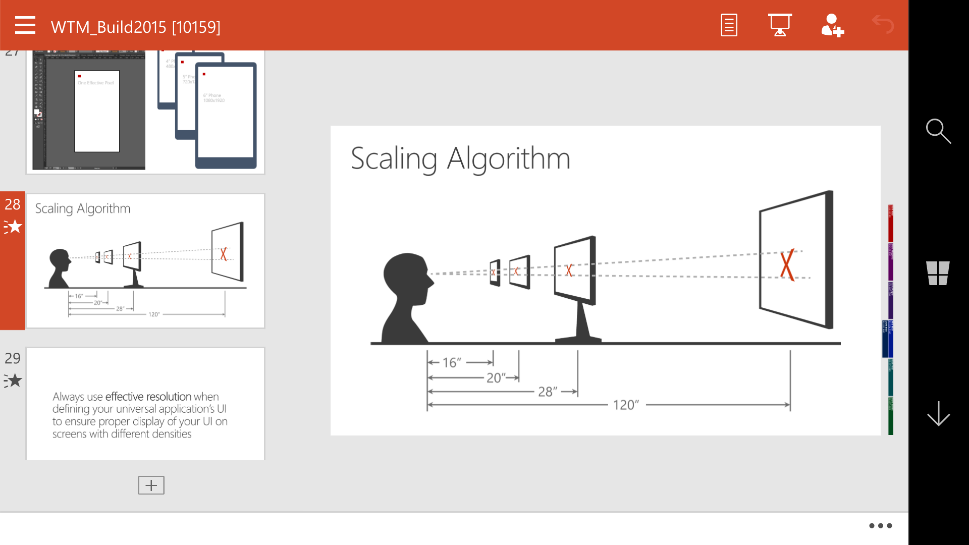 WTM_Build2015 [10159]
27
28
Scaling Algorithm
X
X
X
X
16"
20"
28"
120"
29
Always use effective resolution when
defining your universal application's UI
to ensure proper display of your UI on
screens with different densities
Scaling Algorithm
X
X
X
X
16"
20"
28"
120"